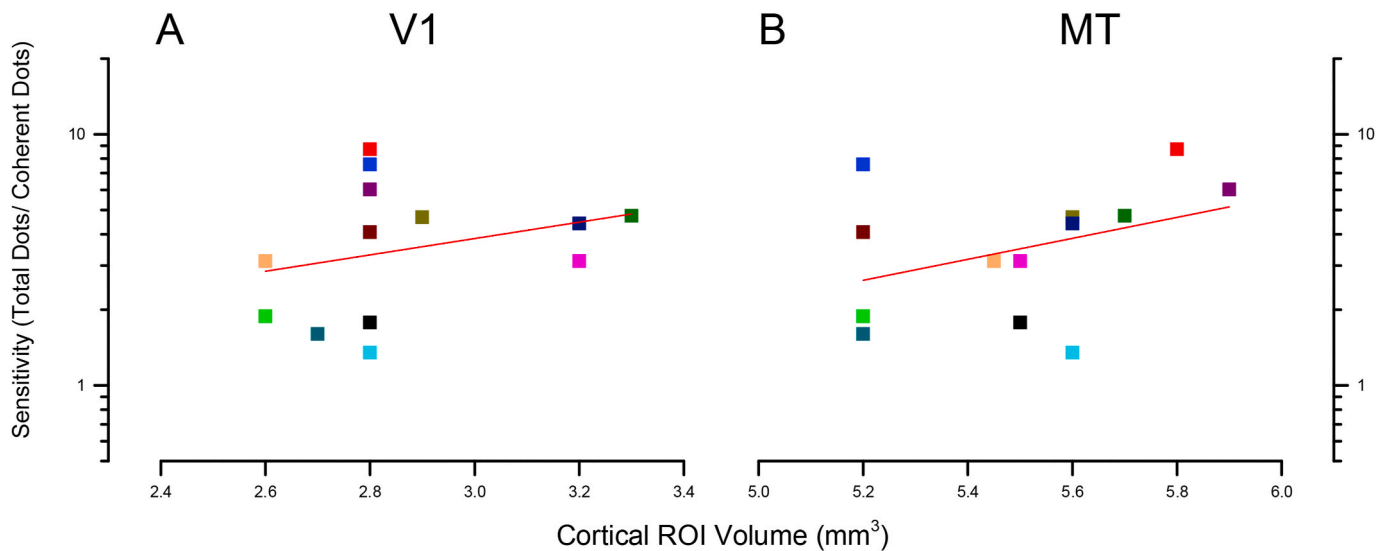 A V1 B MT
Sensitivity (Total Dots/ Coherent Dots)
10
1
10
1
2.4 2.6 2.8 3.0 3.2 3.4
5.0 5.2 5.4 5.6 5.8 6.0
Cortical ROI Volume (mm³)